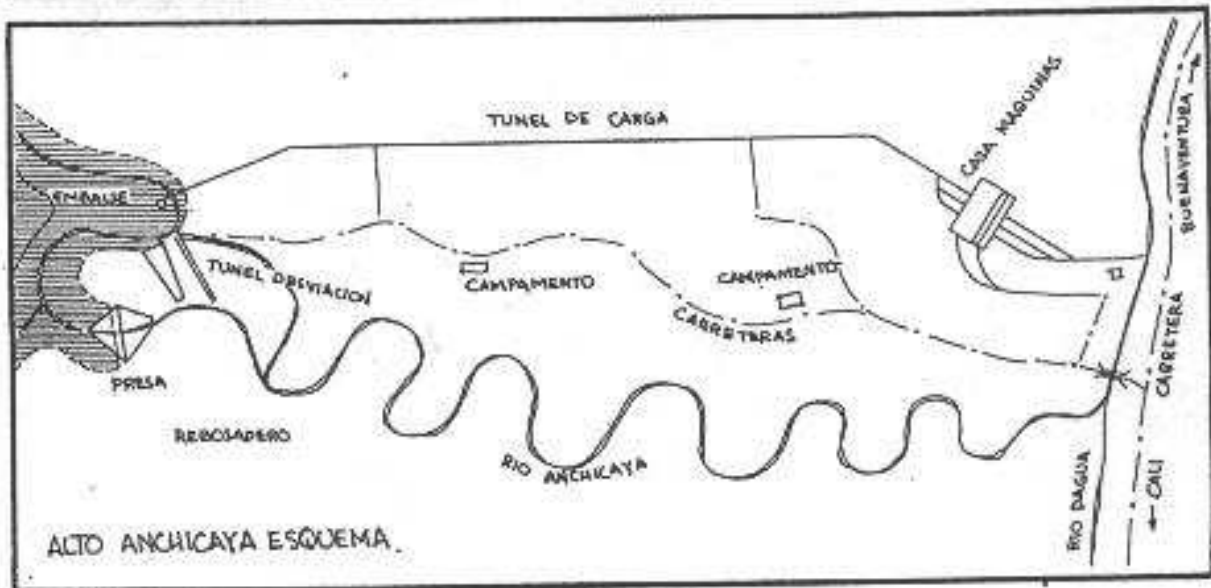 TUNEL DE CARGA
CASA MAQUINAS
BUENAVENTURA →
EMBALSE
TUNEL DESVIACION
CAMPAMENTO
CAMPAMENTO
CARRETERAS
CARRETERA
PRESA
REBOSADERO
RIO ANCHICAYA
RIO DAGUA
← CALI
ALTO ANCHICAYA ESQUEMA.